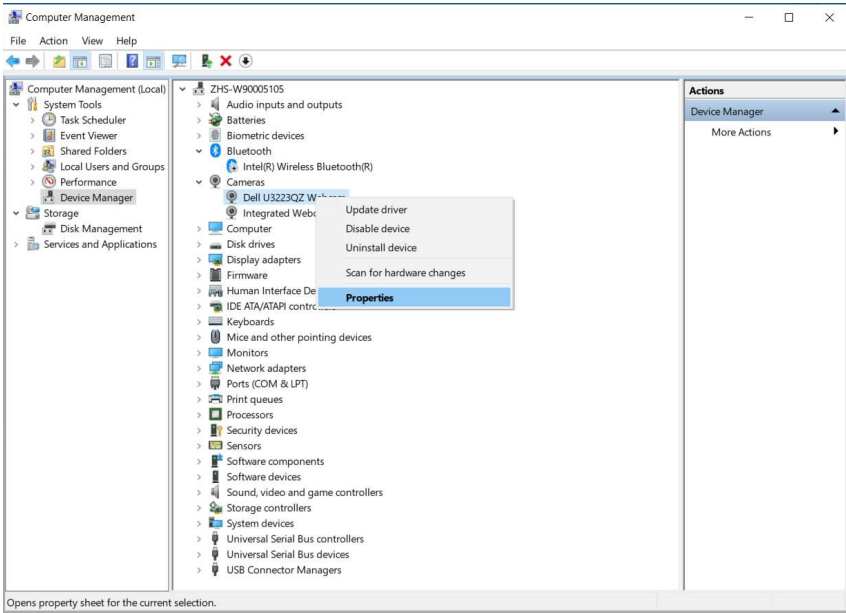 Computer Management
File Action View Help
Computer Management (Local)
System Tools
Task Scheduler
Event Viewer
Shared Folders
Local Users and Groups
Performance
Device Manager
Storage
Disk Management
Services and Applications
ZHS-W90005105
Audio inputs and outputs
Batteries
Biometric devices
Bluetooth
Intel(R) Wireless Bluetooth(R)
Cameras
Dell U3223QZ
Integrated
Computer
Disk drives
Display adapters
Firmware
Human Interface
IDE ATA/ATAPI
Keyboards
Mice and other pointing devices
Monitors
Network adapters
Ports (COM & LPT)
Print queues
Processors
Security devices
Sensors
Software components
Software devices
Sound, video and game controllers
Storage controllers
System devices
Universal Serial Bus controllers
Universal Serial Bus devices
USB Connector Managers
Update driver
Disable device
Uninstall device
Scan for hardware changes
Properties
Actions
Device Manager
More Actions
Opens property sheet for the current selection.